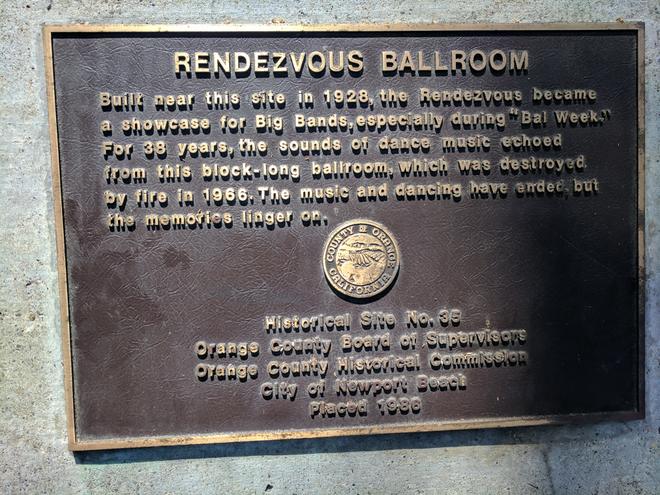 RENDEZVOUS BALLROOM
Built near this site in 1928, the Rendezvous became
a showcase for Big Bands, especially during "Bal Week."
For 38 years, the sounds of dance music echoed
from this block-long ballroom, which was destroyed
by fire in 1966. The music and dancing have ended, but
the memories linger on.
COUNTY OF ORANGE
CALIFORNIA
Historical Site No. 35
Orange County Board of Supervisors
Orange County Historical Commission
City of Newport Beach
Placed 1986